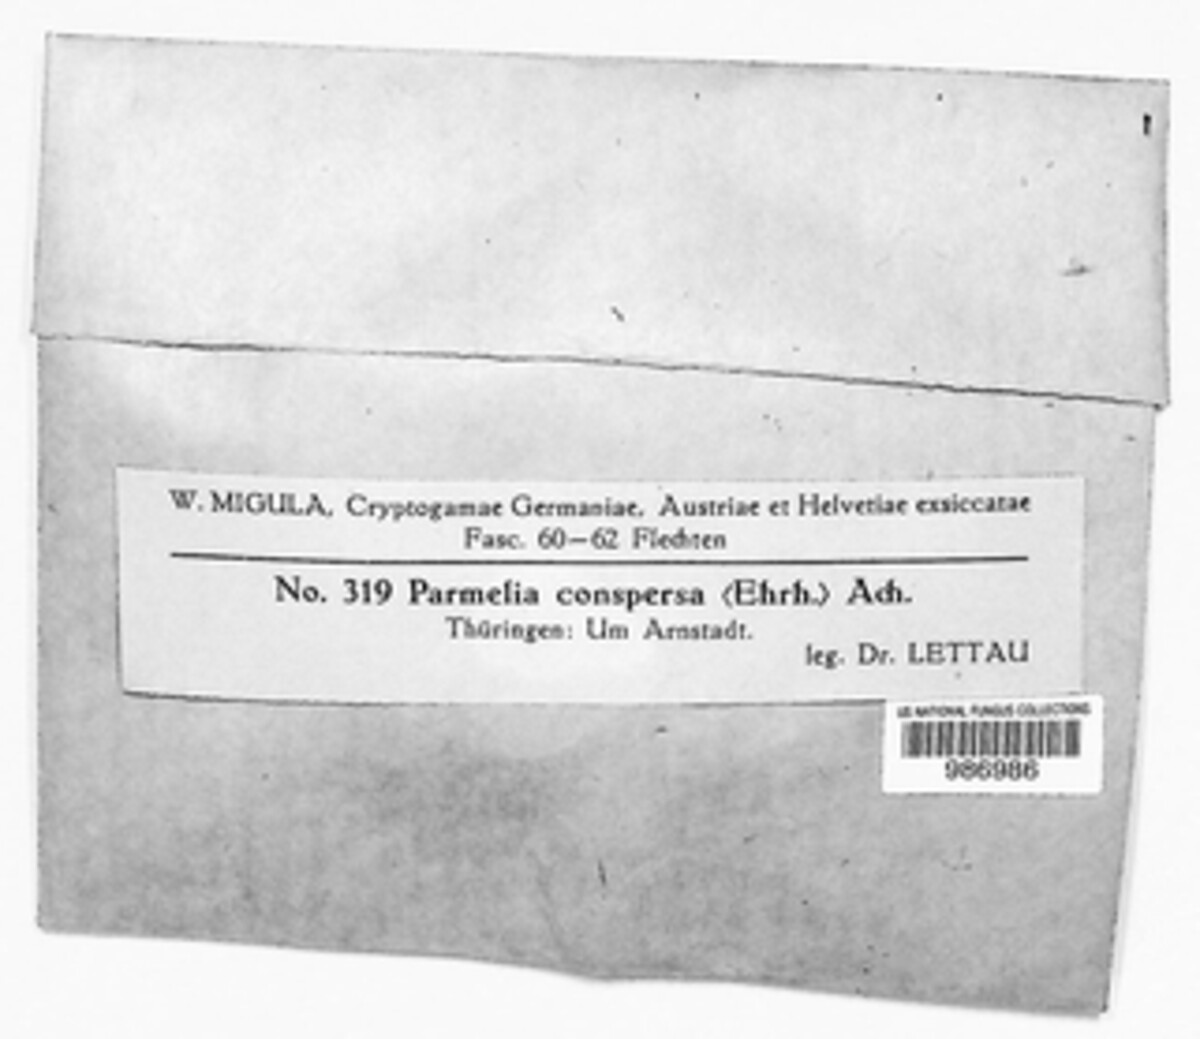 W. MIGULA, Cryptogamae Germaniae, Austriae et Helvetiae exsiccatae
Fasc. 60—62 Flechten
No. 319 Parmelia conspersa (Ehrh.) Ach.
Thüringen: Um Arnstadt.
leg. Dr. LETTAU
US NATIONAL FUNGUS COLLECTIONS
986986